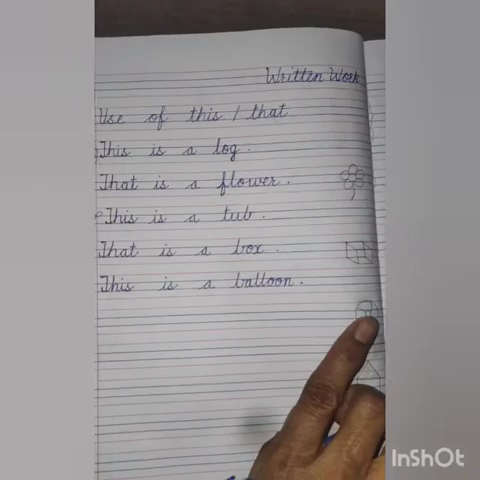 Written Work
Use of this / that
This is a log.
That is a flower.
This is a tub.
That is a box.
This is a balloon.
InShOt